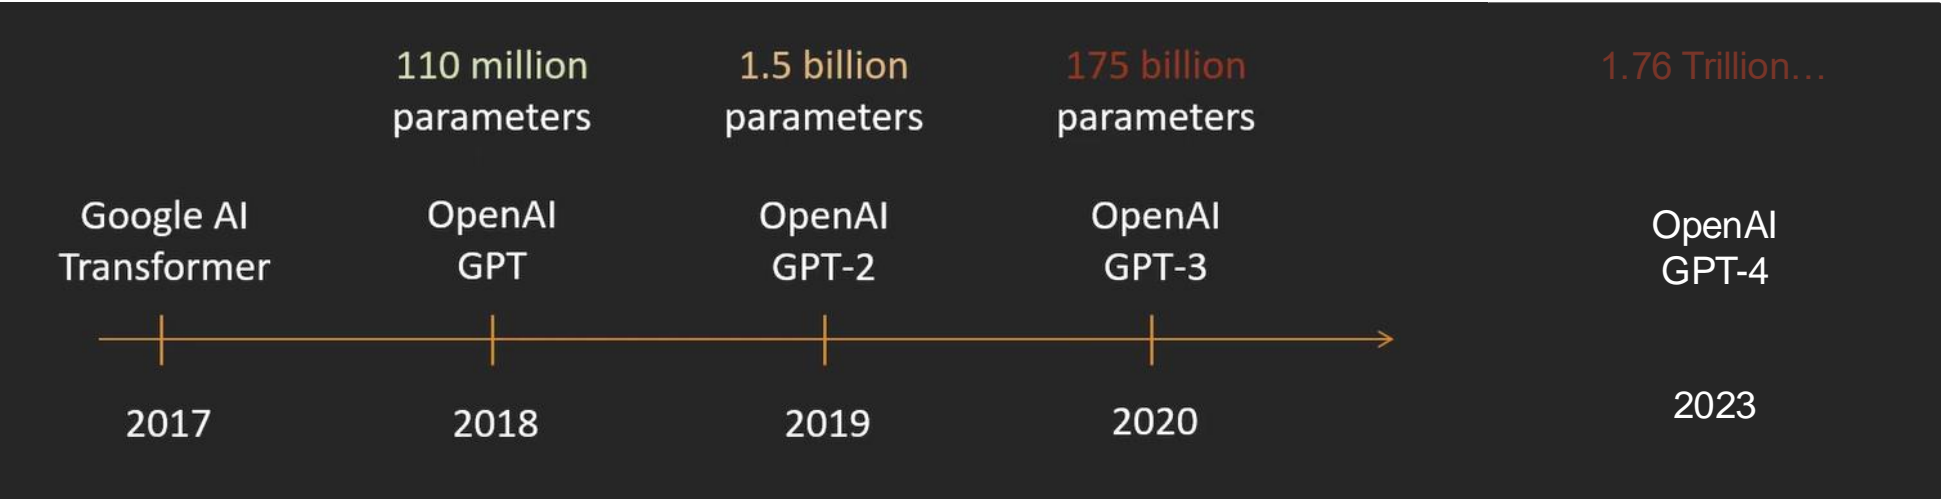 110 million
parameters
1.5 billion
parameters
175 billion
parameters
1.76 Trillion…
Google AI
Transformer
OpenAI
GPT
OpenAI
GPT-2
OpenAI
GPT-3
OpenAI
GPT-4
2017
2018
2019
2020
2023